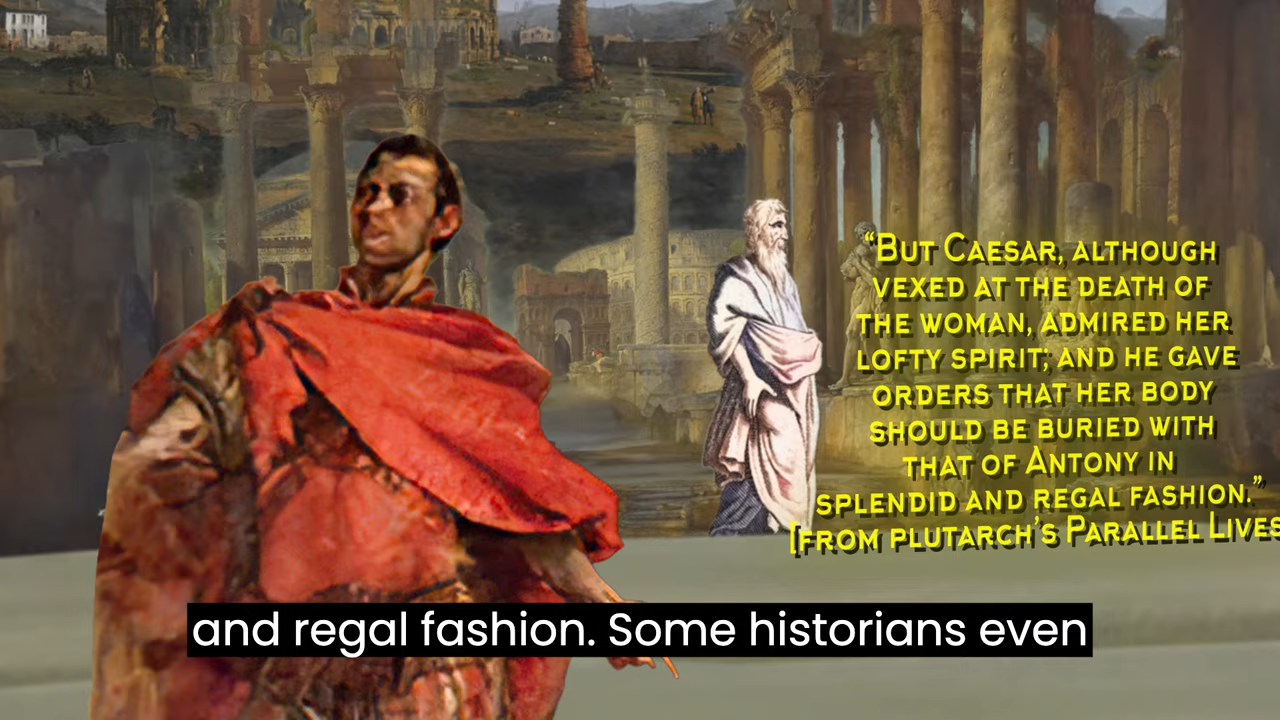 “But Caesar, although
vexed at the death of
the woman, admired her
lofty spirit; and he gave
orders that her body
should be buried with
that of Antony in
splendid and regal fashion.”
[from plutarch’s Parallel Lives
and regal fashion. Some historians even